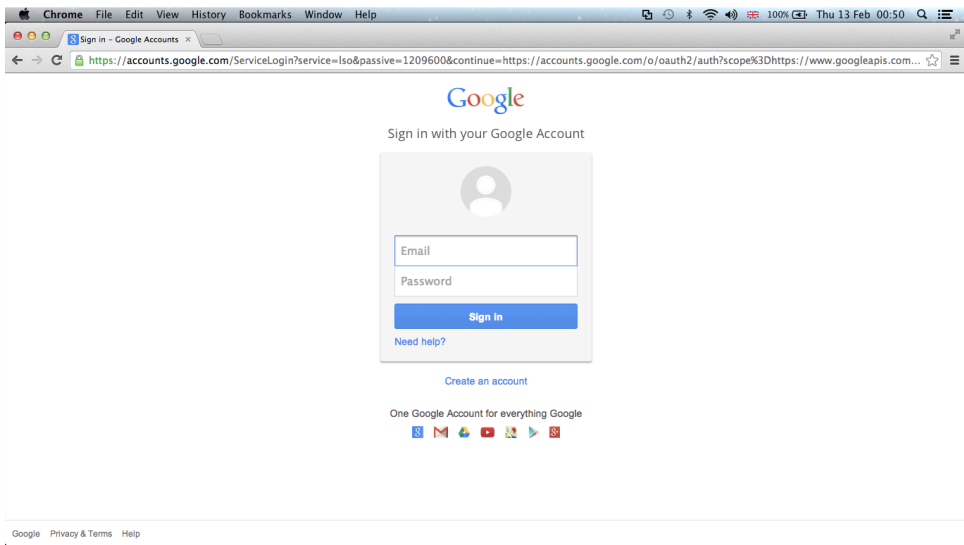 Chrome File Edit View History Bookmarks Window Help 100% Thu 13 Feb 00:50
Sign in – Google Accounts
https://accounts.google.com/ServiceLogin?service=lso&passive=1209600&continue=https://accounts.google.com/o/oauth2/auth?scope%3Dhttps://www.googleapis.com...
Google
Sign in with your Google Account
Email
Password
Sign in
Need help?
Create an account
One Google Account for everything Google
Google Privacy & Terms Help